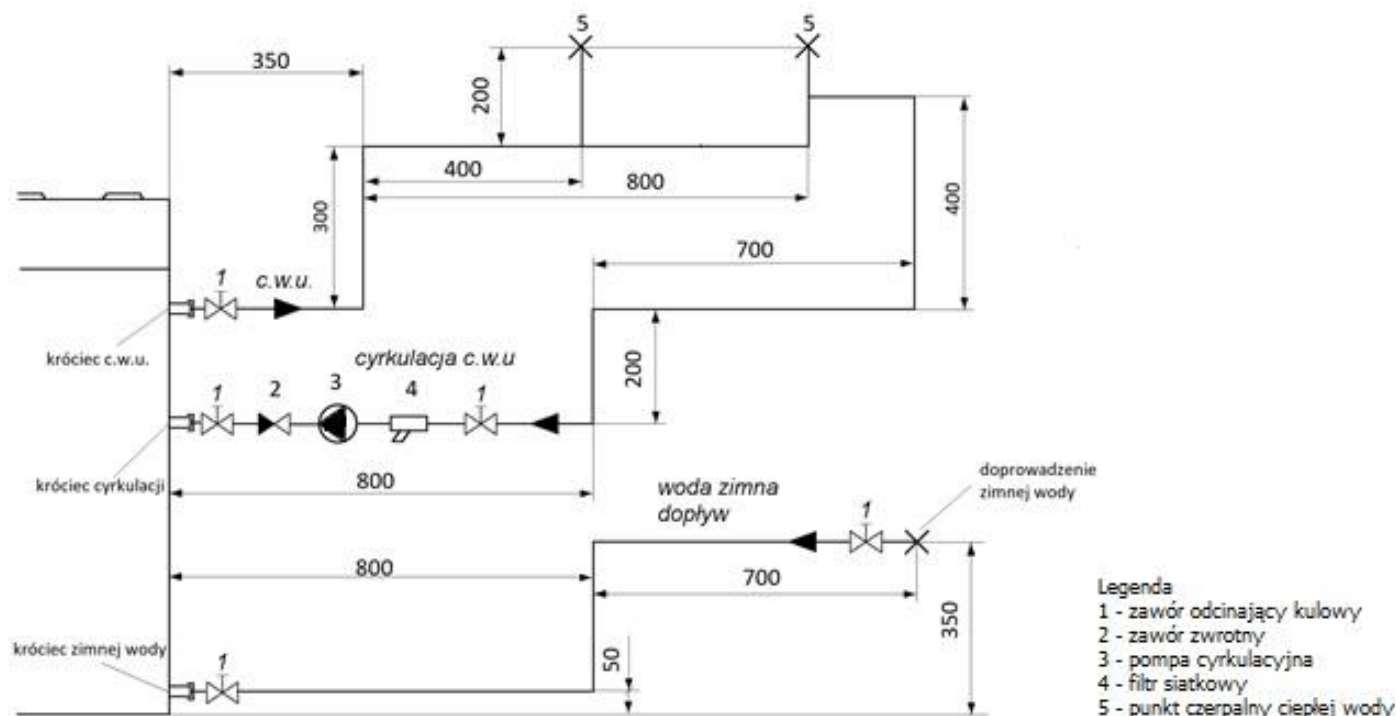 5 5
350
200
400
800
300
400
700
1 c.w.u.
króciec c.w.u.
cyrkulacja c.w.u
200
1 2 3 4 1
króciec cyrkulacji
800
woda zimna
dopływ
doprowadzenie
zimnej wody
1
800
700
350
króciec zimnej wody
1
50
Legenda
1 - zawór odcinający kulowy
2 - zawór zwrotny
3 - pompa cyrkulacyjna
4 - filtr siatkowy
5 - punkt czerpalny ciepłej wody